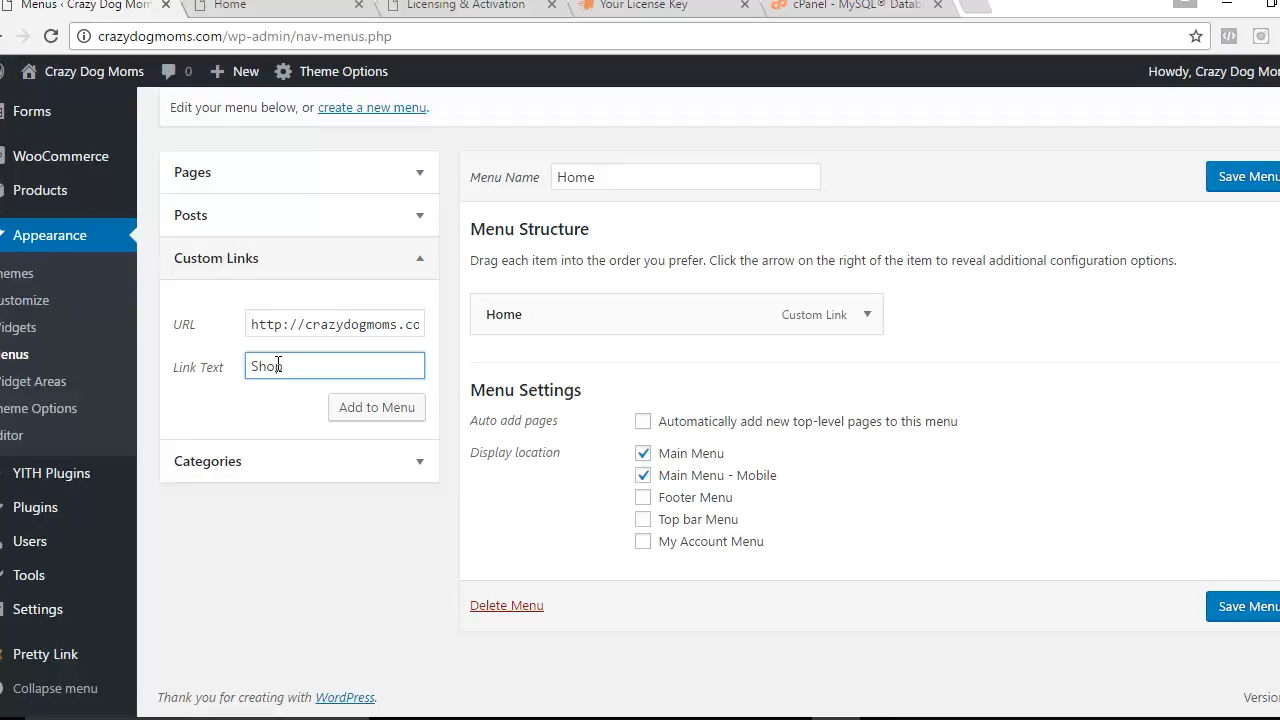 Menus ‹ Crazy Dog Mom
Home
Licensing & Activation
Your License Key
cPanel - MySQL® Datab
crazydogmoms.com/wp-admin/nav-menus.php
Crazy Dog Moms 0 New Theme Options
Howdy, Crazy Dog Mom
Edit your menu below, or create a new menu.
Forms
WooCommerce
Products
Appearance
emes
ustomize
idgets
enus
idget Areas
eme Options
ditor
YITH Plugins
Plugins
Users
Tools
Settings
Pretty Link
Collapse menu
Pages
Posts
Custom Links
URL http://crazydogmoms.co
Link Text Shop
Add to Menu
Categories
Menu Name Home
Save Menu
Menu Structure
Drag each item into the order you prefer. Click the arrow on the right of the item to reveal additional configuration options.
Home Custom Link
Menu Settings
Auto add pages Automatically add new top-level pages to this menu
Display location Main Menu
Main Menu - Mobile
Footer Menu
Top bar Menu
My Account Menu
Delete Menu
Save Menu
Thank you for creating with WordPress.
Versio